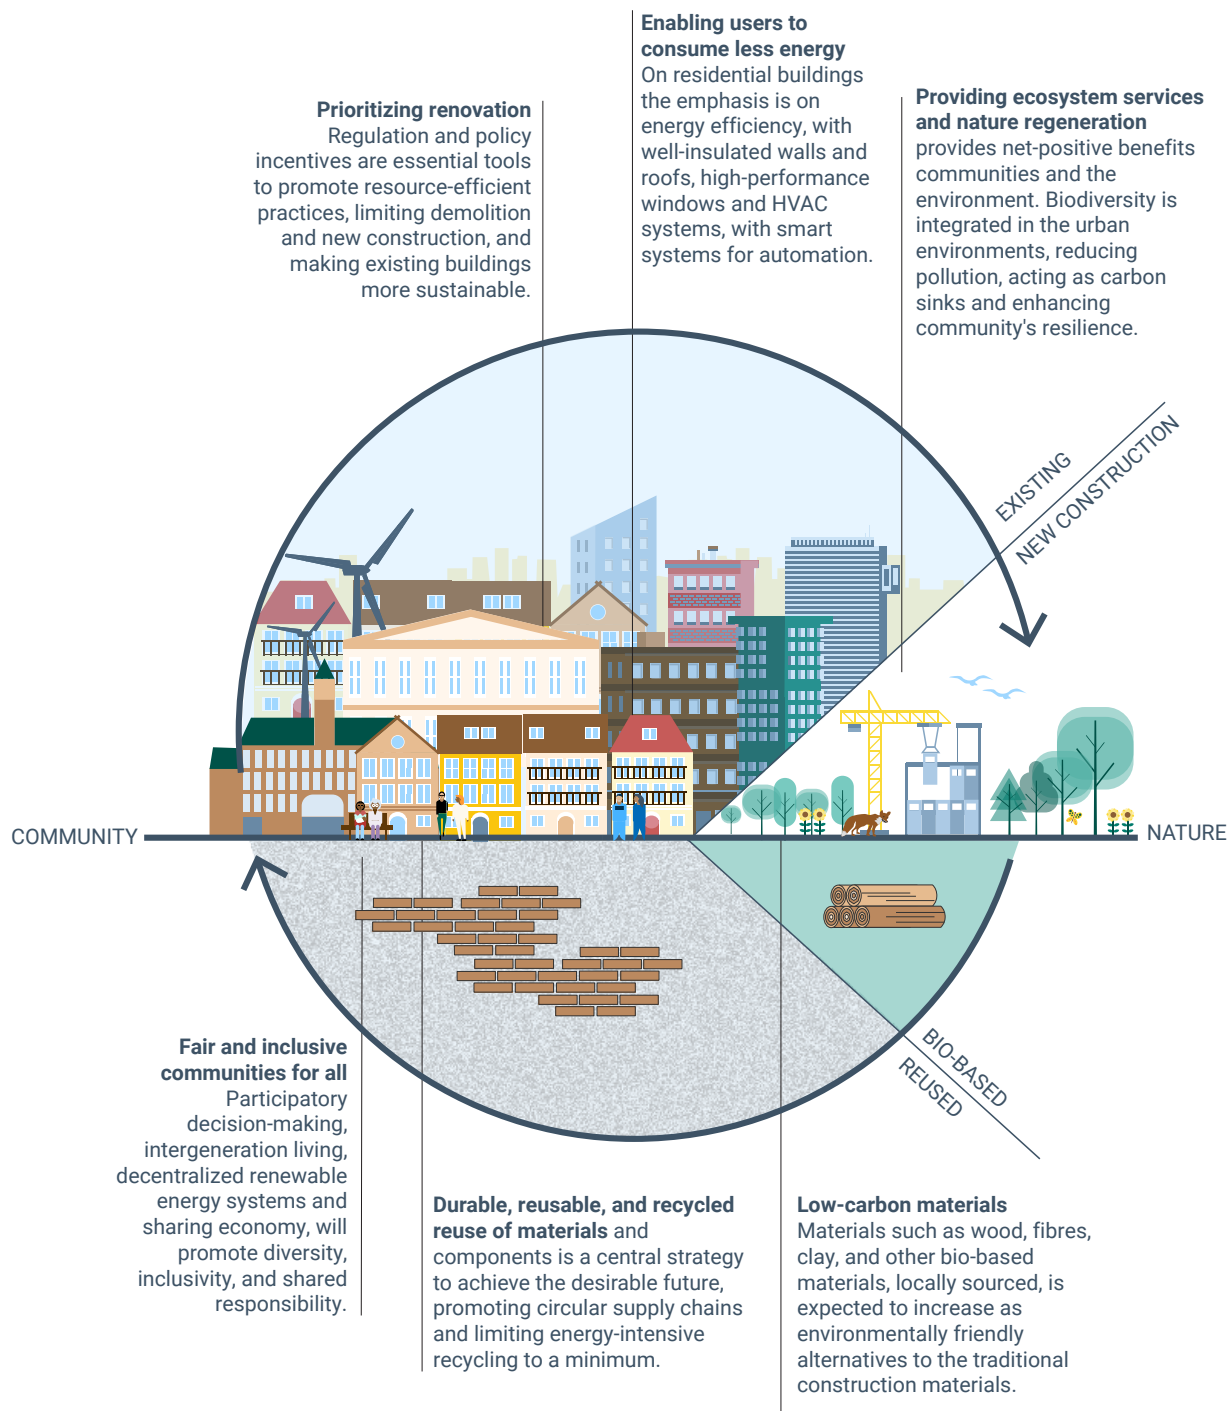 Enabling users to
consume less energy
On residential buildings
the emphasis is on
energy efficiency, with
well-insulated walls and
roofs, high-performance
windows and HVAC
systems, with smart
systems for automation.
Prioritizing renovation
Regulation and policy
incentives are essential tools
to promote resource-efficient
practices, limiting demolition
and new construction, and
making existing buildings
more sustainable.
Providing ecosystem services
and nature regeneration
provides net-positive benefits
communities and the
environment. Biodiversity is
integrated in the urban
environments, reducing
pollution, acting as carbon
sinks and enhancing
community's resilience.
EXISTING
NEW CONSTRUCTION
COMMUNITY
NATURE
BIO-BASED
REUSED
Fair and inclusive
communities for all
Participatory
decision-making,
intergeneration living,
decentralized renewable
energy systems and
sharing economy, will
promote diversity,
inclusivity, and shared
responsibility.
Durable, reusable, and recycled
reuse of materials and
components is a central strategy
to achieve the desirable future,
promoting circular supply chains
and limiting energy-intensive
recycling to a minimum.
Low-carbon materials
Materials such as wood, fibres,
clay, and other bio-based
materials, locally sourced, is
expected to increase as
environmentally friendly
alternatives to the traditional
construction materials.